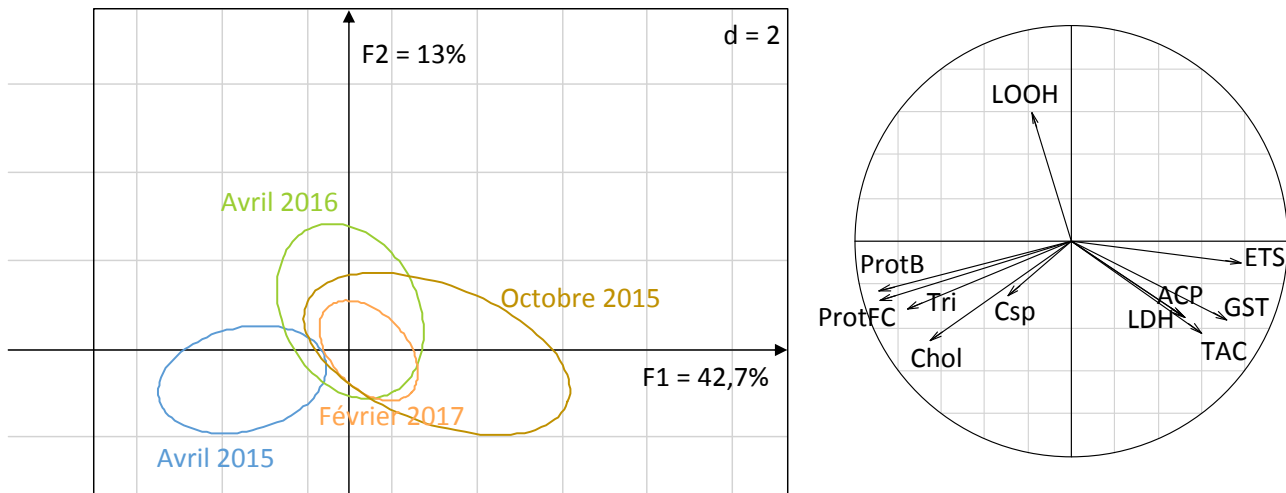 d = 2
F2 = 13%
Avril 2016
Octobre 2015
F1 = 42,7%
Février 2017
Avril 2015
LOOH
ProtB
ETS
ProtFC
Tri
Csp
ACP
GST
LDH
TAC
Chol